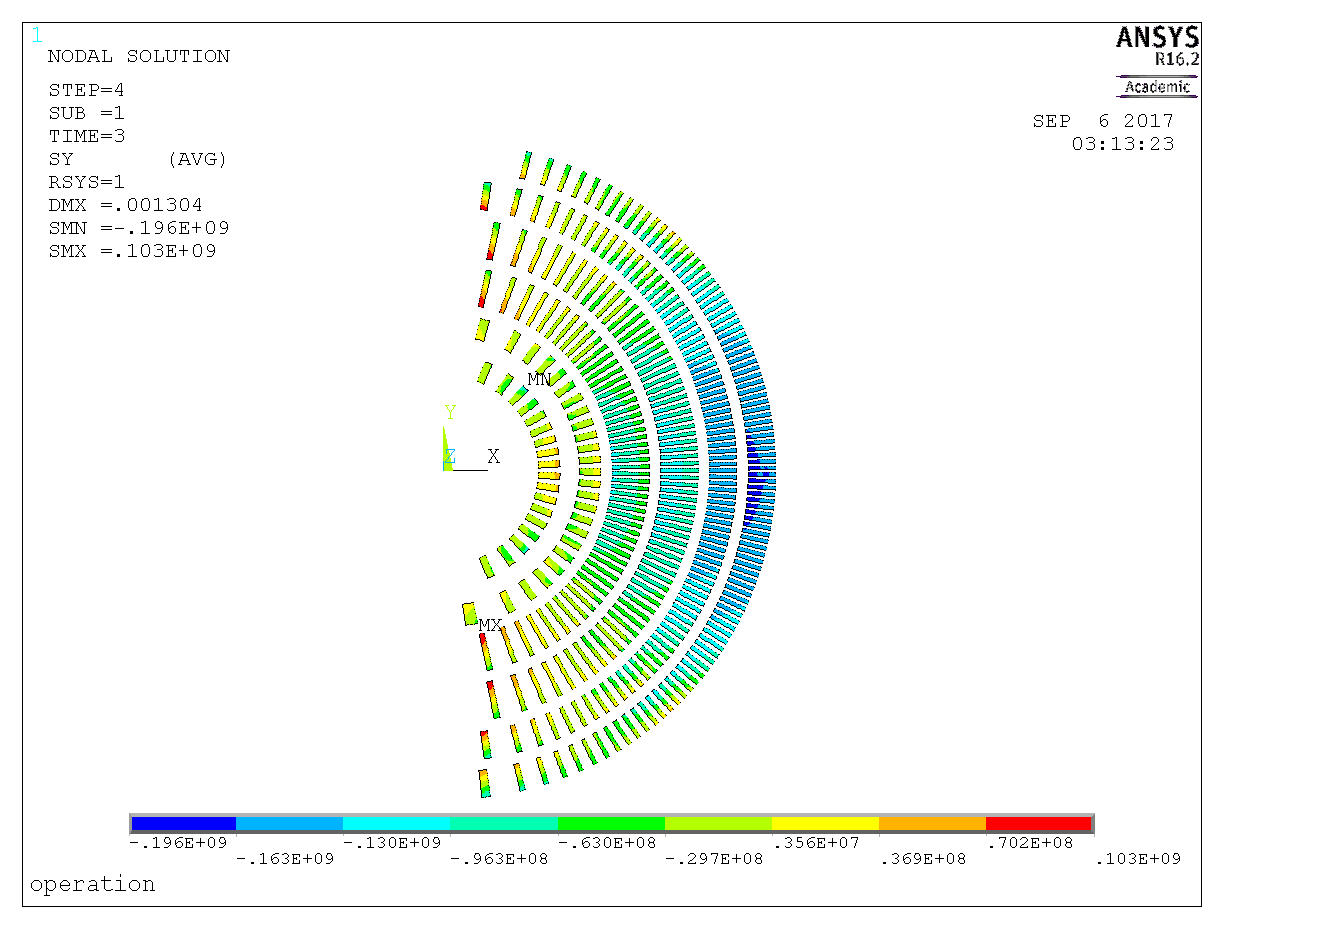 1
NODAL SOLUTION
STEP=4
SUB =1
TIME=3
SY (AVG)
RSYS=1
DMX =.001304
SMN =-.196E+09
SMX =.103E+09
ANSYS
R16.2
Academic
SEP 6 2017
03:13:23
MN
Y
Z X
MX
-.196E+09 -.130E+09 -.630E+08 .356E+07 .702E+08
-.163E+09 -.963E+08 -.297E+08 .369E+08 .103E+09
operation